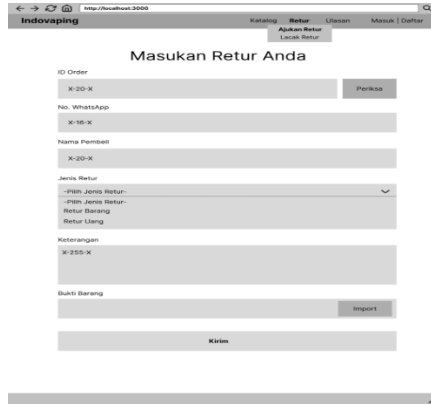 http://localhost:3000
Indovaping Katalog Retur Ulasan Masuk | Daftar
Ajukan Retur
Lacak Retur
Masukan Retur Anda
ID Order
X-20-X Periksa
No. WhatsApp
X-16-X
Nama Pembeli
X-20-X
Jenis Retur
-Pilih Jenis Retur-
-Pilih Jenis Retur-
Retur Barang
Retur Uang
Keterangan
X-255-X
Bukti Barang
Import
Kirim